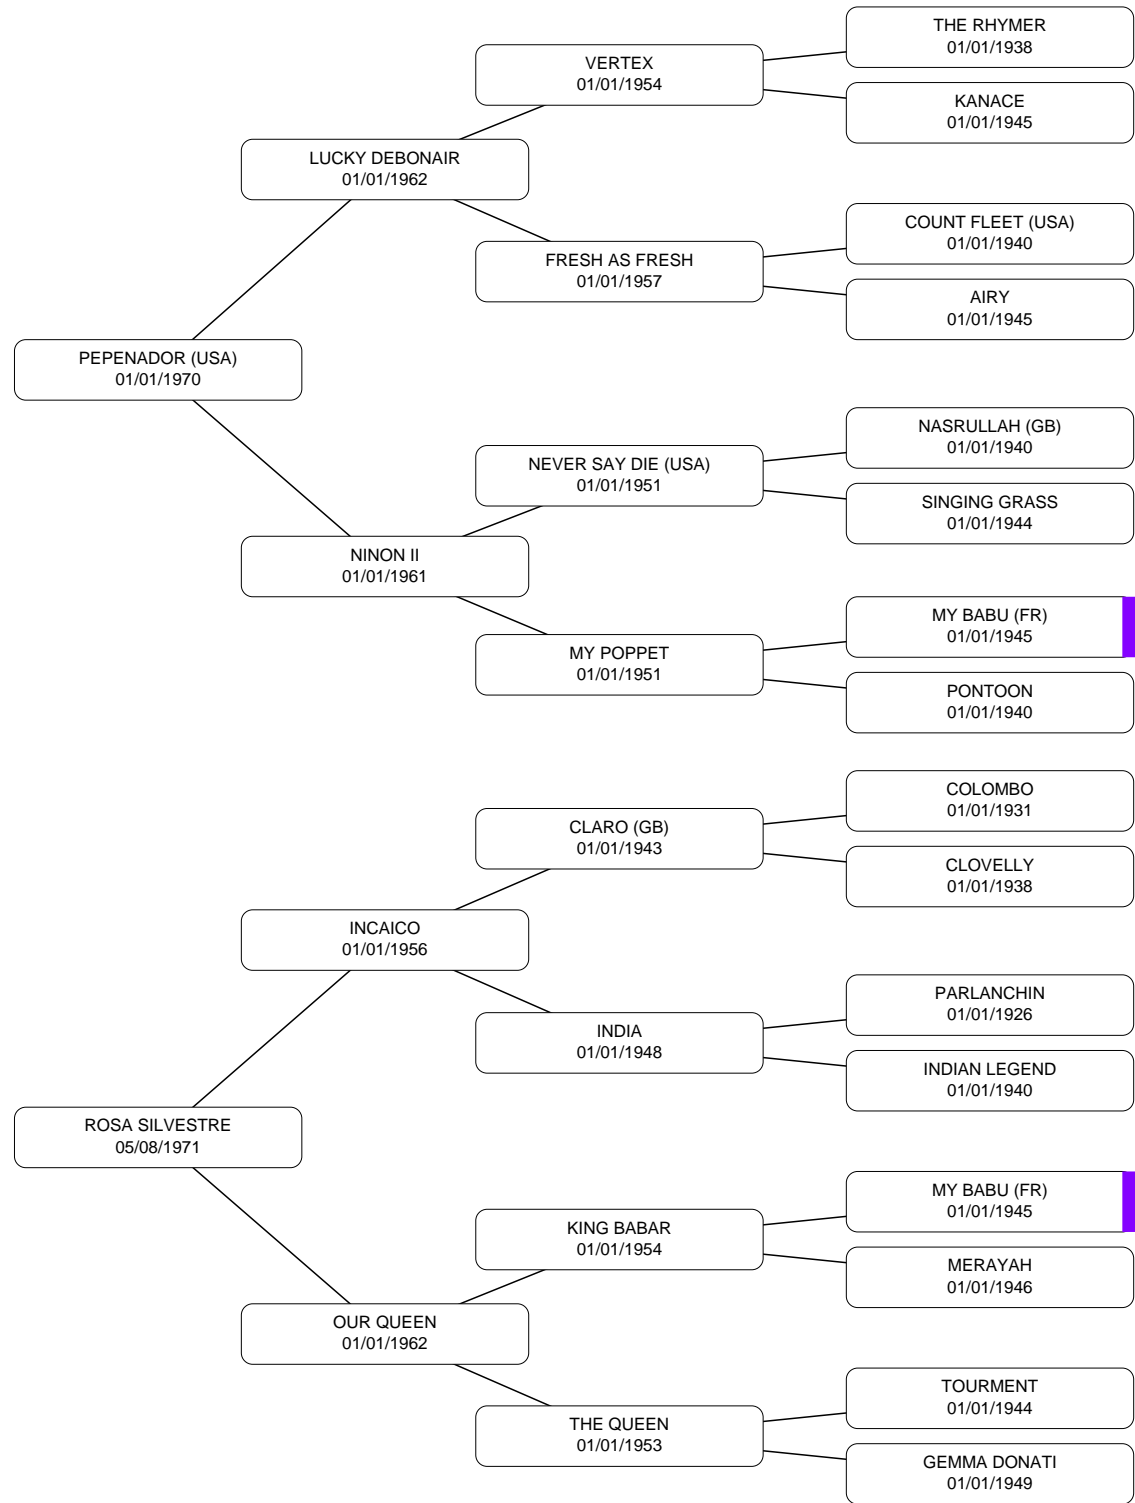 THE RHYMER
01/01/1938
VERTEX
01/01/1954
KANACE
01/01/1945
LUCKY DEBONAIR
01/01/1962
COUNT FLEET (USA)
01/01/1940
FRESH AS FRESH
01/01/1957
AIRY
01/01/1945
PEPENADOR (USA)
01/01/1970
NASRULLAH (GB)
01/01/1940
NEVER SAY DIE (USA)
01/01/1951
SINGING GRASS
01/01/1944
NINON II
01/01/1961
MY BABU (FR)
01/01/1945
MY POPPET
01/01/1951
PONTOON
01/01/1940
COLOMBO
01/01/1931
CLARO (GB)
01/01/1943
CLOVELLY
01/01/1938
INCAICO
01/01/1956
PARLANCHIN
01/01/1926
INDIA
01/01/1948
INDIAN LEGEND
01/01/1940
ROSA SILVESTRE
05/08/1971
MY BABU (FR)
01/01/1945
KING BABAR
01/01/1954
MERAYAH
01/01/1946
OUR QUEEN
01/01/1962
TOURMENT
01/01/1944
THE QUEEN
01/01/1953
GEMMA DONATI
01/01/1949